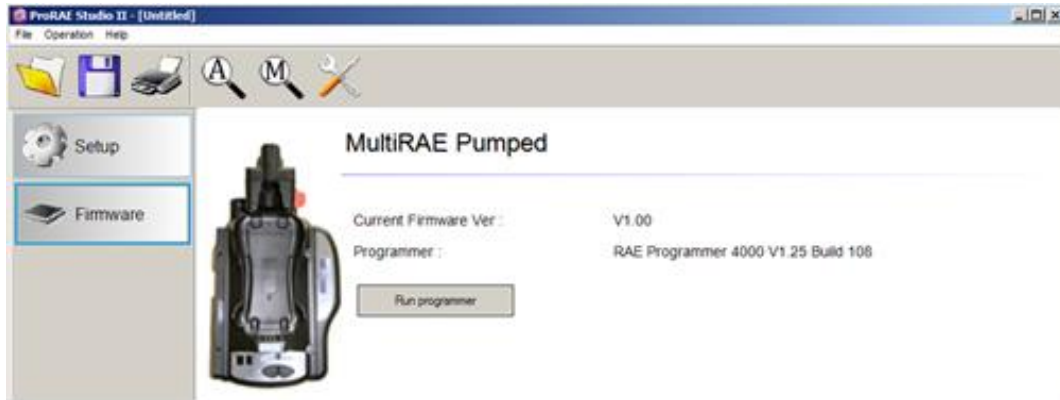 ProRAE Studio II - [Untitled]
File Operation Help
A M
Setup
MultiRAE Pumped
Firmware
Current Firmware Ver : V1.00
Programmer : RAE Programmer 4000 V1.25 Build 108
Run programmer